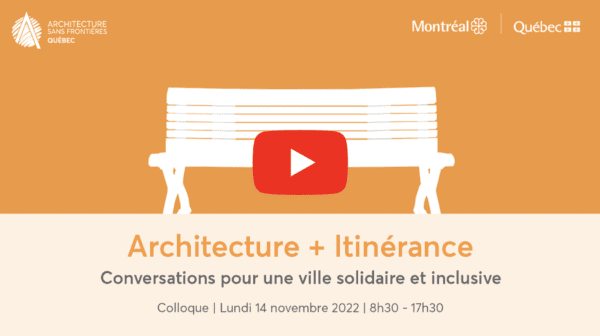 ARCHITECTURE
SANS FRONTIÈRES
QUÉBEC
Montréal
Québec
Architecture + Itinérance
Conversations pour une ville solidaire et inclusive
Colloque | Lundi 14 novembre 2022 | 8h30 - 17h30